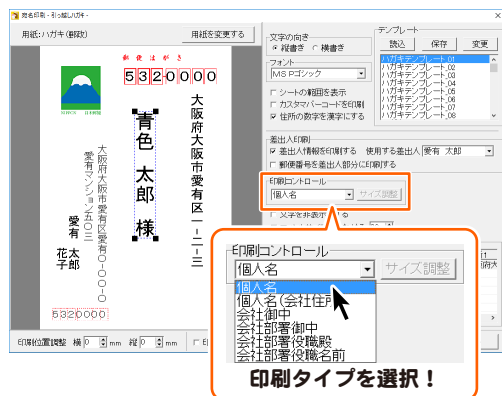 宛名印刷 - 引っ越しハガキ -
用紙：ハガキ（郵政）
用紙を変更する
郵便はがき
5320000
大阪府大阪市愛有区一-二-三
青色 太郎 様
大阪府大阪市愛有区愛有0-0-0
愛有マンション五〇三
愛有 太郎
花子
5320000
印刷位置調整 横 0 mm 縦 0 mm
文字の向き
縦書き 横書き
フォント
MS Pゴシック
シートの範囲を表示
カスタマバーコードを印刷
住所の数字を漢字にする
テンプレート
読込 保存 変更
ハガキテンプレート_01
ハガキテンプレート_02
ハガキテンプレート_03
ハガキテンプレート_04
ハガキテンプレート_05
ハガキテンプレート_06
ハガキテンプレート_07
ハガキテンプレート_08
差出人印刷
差出人情報を印刷する 使用する差出人 愛有 太郎
郵便番号を差出人部分に印刷する
印刷コントロール
個人名 サイズ調整
文字を非表示 する
印刷コントロール
個人名 サイズ調整
個人名
個人名（会社住所
会社御中
会社部署御中
会社部署役職殿
会社部署役職名前
印刷タイプを選択！